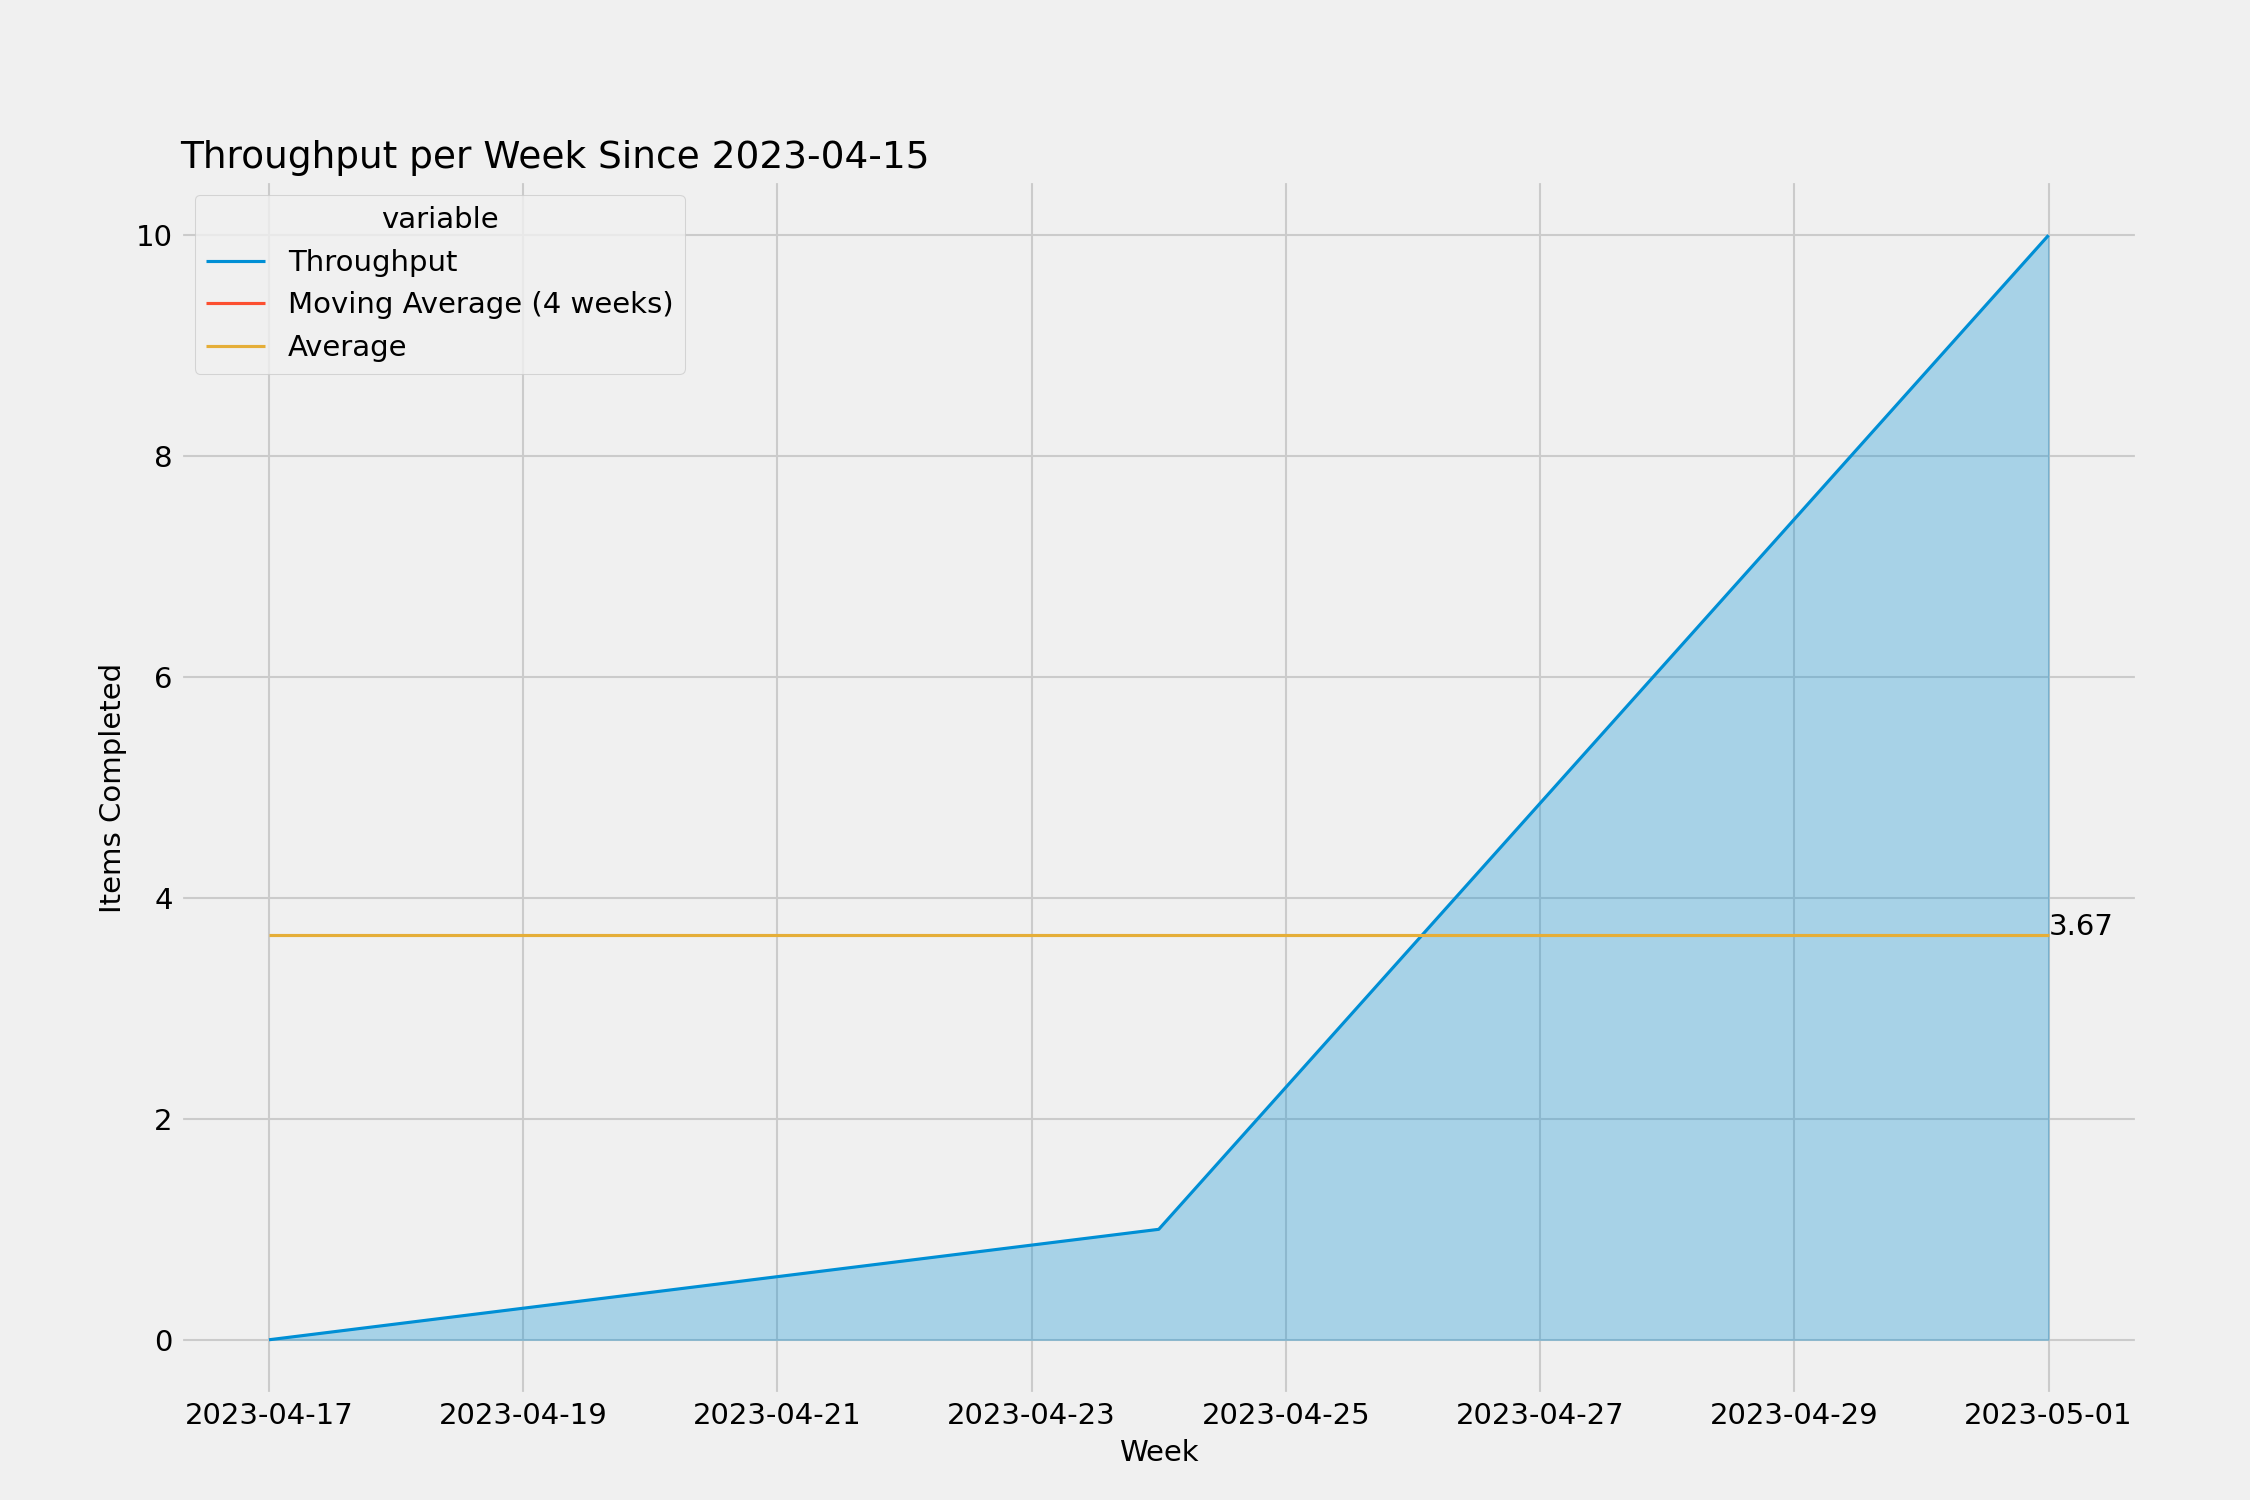 Throughput per Week Since 2023-04-15
variable
Throughput
Moving Average (4 weeks)
Average
10
8
6
4
2
0
Items Completed
3.67
2023-04-17 2023-04-19 2023-04-21 2023-04-23 2023-04-25 2023-04-27 2023-04-29 2023-05-01
Week